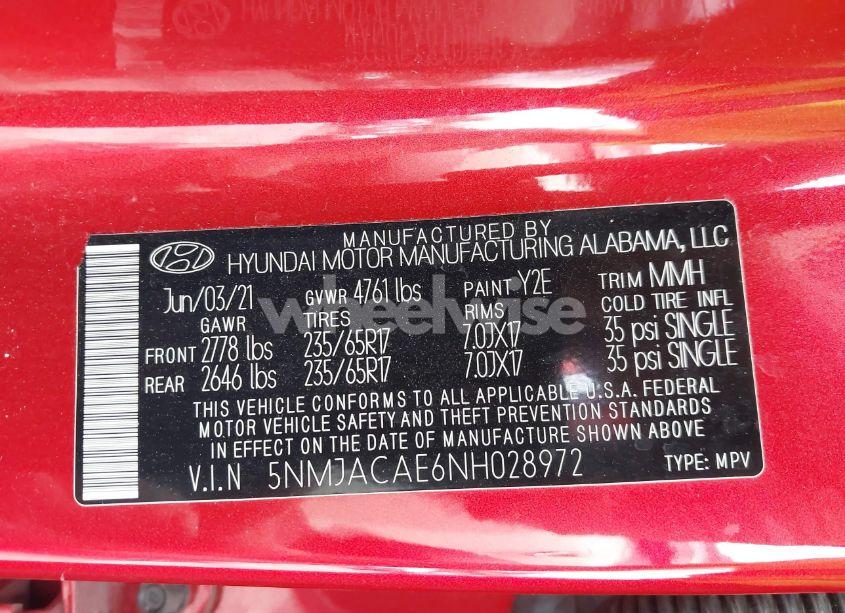 MANUFACTURED BY
HYUNDAI MOTOR MANUFACTURING ALABAMA, LLC
Jun/03/21 GVWR 4761 lbs PAINT Y2E TRIM MMH
GAWR TIRES RIMS COLD TIRE INFL
FRONT 2778 lbs 235/65R17 7.0JX17 35 psi SINGLE
REAR 2646 lbs 235/65R17 7.0JX17 35 psi SINGLE
THIS VEHICLE CONFORMS TO ALL APPLICABLE U.S.A. FEDERAL
MOTOR VEHICLE SAFETY AND THEFT PREVENTION STANDARDS
IN EFFECT ON THE DATE OF MANUFACTURE SHOWN ABOVE
V.I.N 5NMJACAE6NH028972 TYPE: MPV
wheelwise